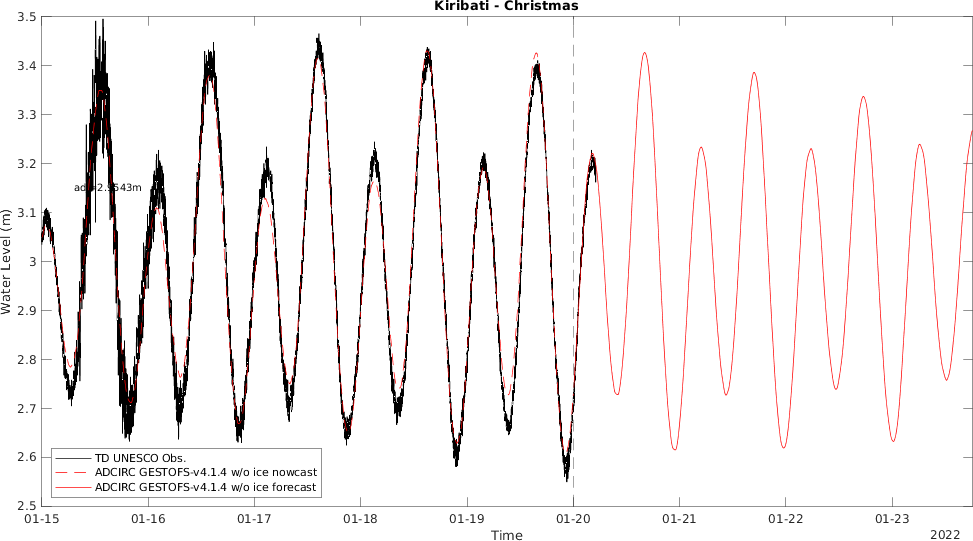 Kiribati - Christmas
Water Level (m)
3.5
3.4
3.3
3.2
3.1
3
2.9
2.8
2.7
2.6
2.5
TD UNESCO Obs.
ADCIRC GESTOFS-v4.1.4 w/o ice nowcast
ADCIRC GESTOFS-v4.1.4 w/o ice forecast
01-15 01-16 01-17 01-18 01-19 01-20 01-21 01-22 01-23
Time
2022